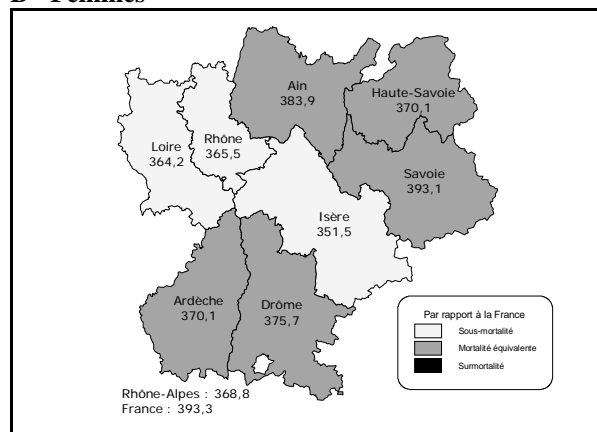 Ain
383,9
Haute-Savoie
370,1
Rhône
365,5
Loire
364,2
Savoie
393,1
Isère
351,5
Ardèche
370,1
Drôme
375,7
Par rapport à la France
Sous-mortalité
Mortalité équivalente
Surmortalité
Rhône-Alpes : 368,8
France : 393,3